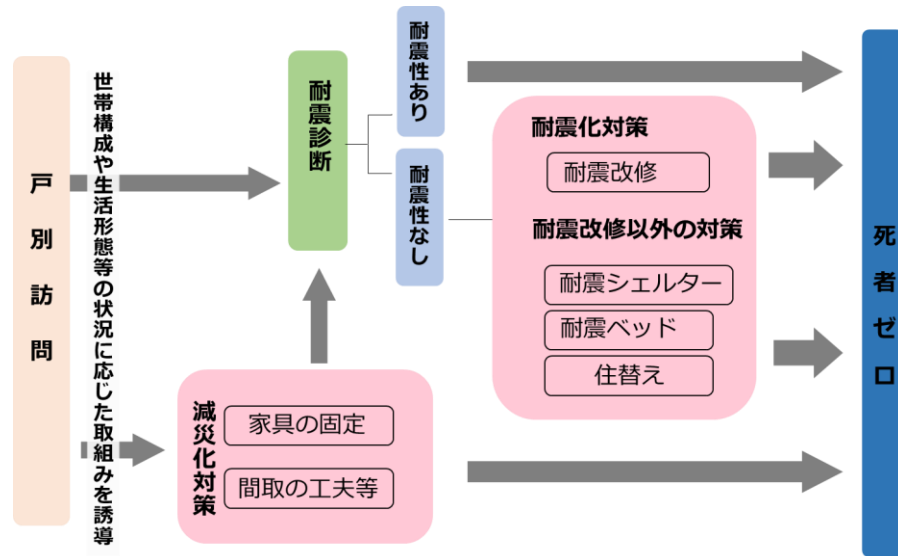 戸別訪問
世帯構成や生活形態等の状況に応じた取組みを誘導
耐震診断
耐震性あり
耐震性なし
耐震化対策
耐震改修
耐震改修以外の対策
耐震シェルター
耐震ベッド
住替え
減災化対策
家具の固定
間取の工夫等
死者ゼロ